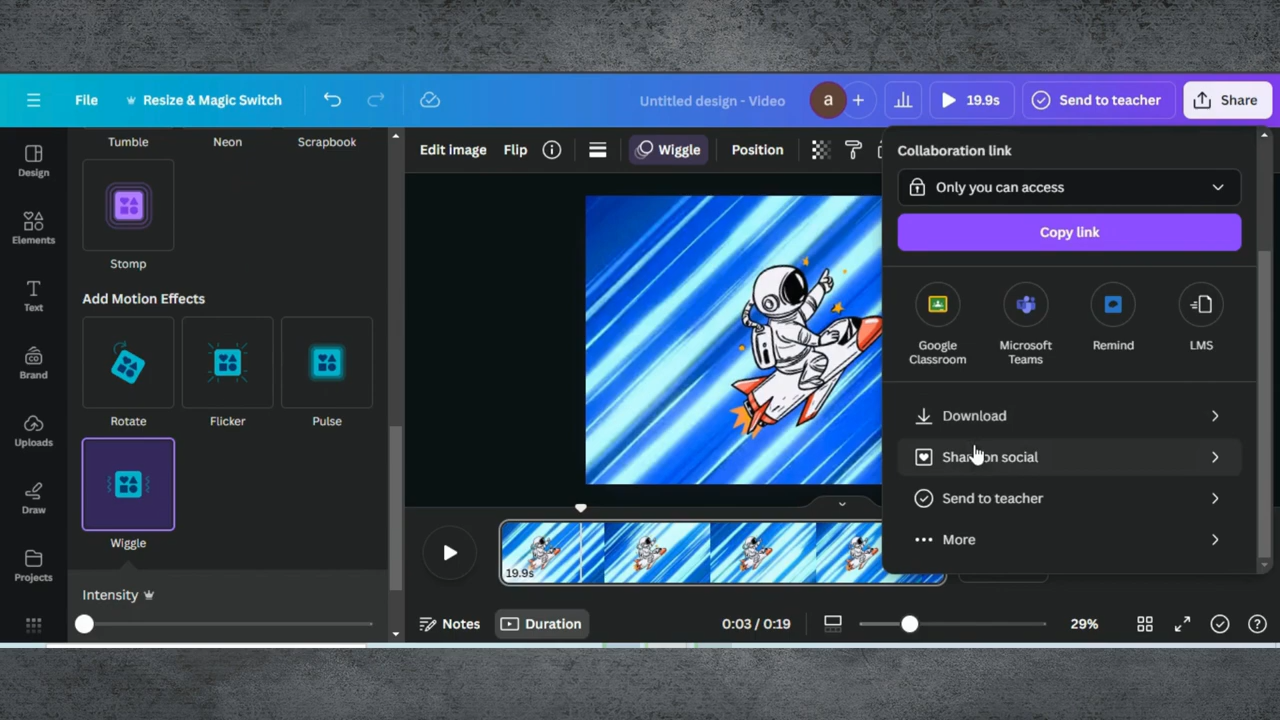 File
Resize & Magic Switch
Untitled design - Video
a
19.9s
Send to teacher
Share
Design
Elements
Text
Brand
Uploads
Draw
Projects
Tumble
Neon
Scrapbook
Stomp
Add Motion Effects
Rotate
Flicker
Pulse
Wiggle
Intensity
Edit image
Flip
Wiggle
Position
Collaboration link
Only you can access
Copy link
Google
Classroom
Microsoft
Teams
Remind
LMS
Download
Share on social
Send to teacher
More
19.9s
Notes
Duration
0:03 / 0:19
29%